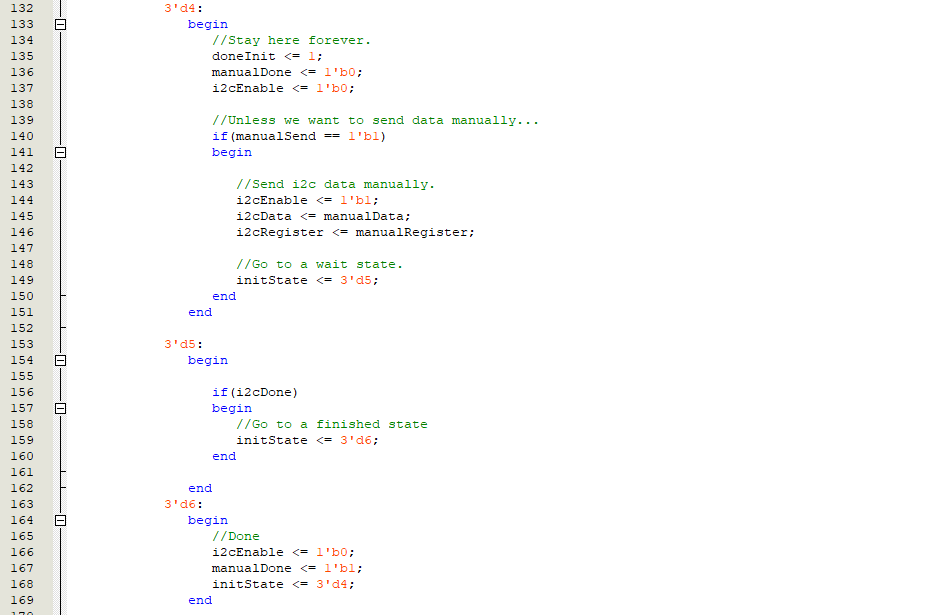 132 3'd4:
133 begin
134 //Stay here forever.
135 doneInit <= 1;
136 manualDone <= 1'b0;
137 i2cEnable <= 1'b0;
138
139 //Unless we want to send data manually...
140 if(manualSend == 1'b1)
141 begin
142
143 //Send i2c data manually.
144 i2cEnable <= 1'b1;
145 i2cData <= manualData;
146 i2cRegister <= manualRegister;
147
148 //Go to a wait state.
149 initState <= 3'd5;
150 end
151 end
152
153 3'd5:
154 begin
155
156 if(i2cDone)
157 begin
158 //Go to a finished state
159 initState <= 3'd6;
160 end
161
162 end
163 3'd6:
164 begin
165 //Done
166 i2cEnable <= 1'b0;
167 manualDone <= 1'b1;
168 initState <= 3'd4;
169 end